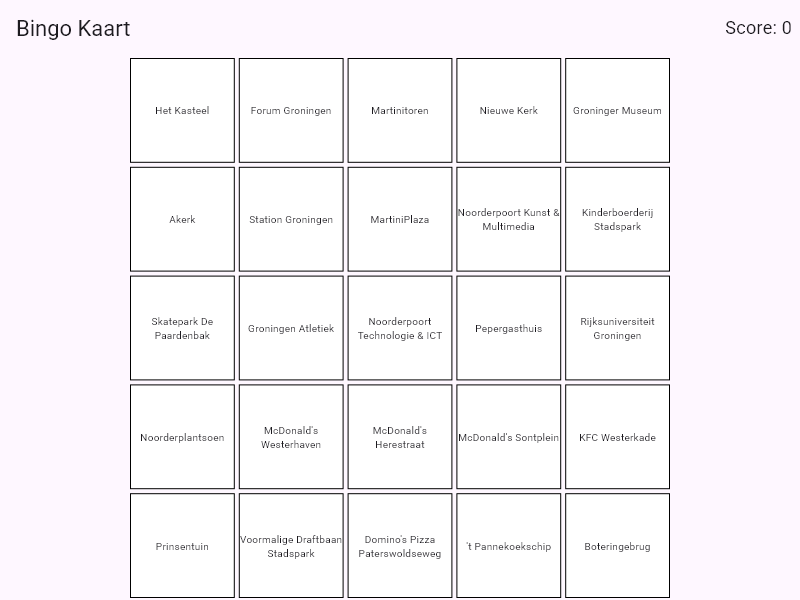 Bingo Kaart
Score: 0
Het Kasteel
Forum Groningen
Martinitoren
Nieuwe Kerk
Groninger Museum
Akerk
Station Groningen
MartiniPlaza
Noorderpoort Kunst &
Multimedia
Kinderboerderij
Stadspark
Skatepark De
Paardenbak
Groningen Atletiek
Noorderpoort
Technologie & ICT
Pepergasthuis
Rijksuniversiteit
Groningen
Noorderplantsoen
McDonald's
Westerhaven
McDonald's
Herestraat
McDonald's Sontplein
KFC Westerkade
Prinsentuin
Voormalige Draftbaan
Stadspark
Domino's Pizza
Paterswoldseweg
't Pannekoekschip
Boteringebrug